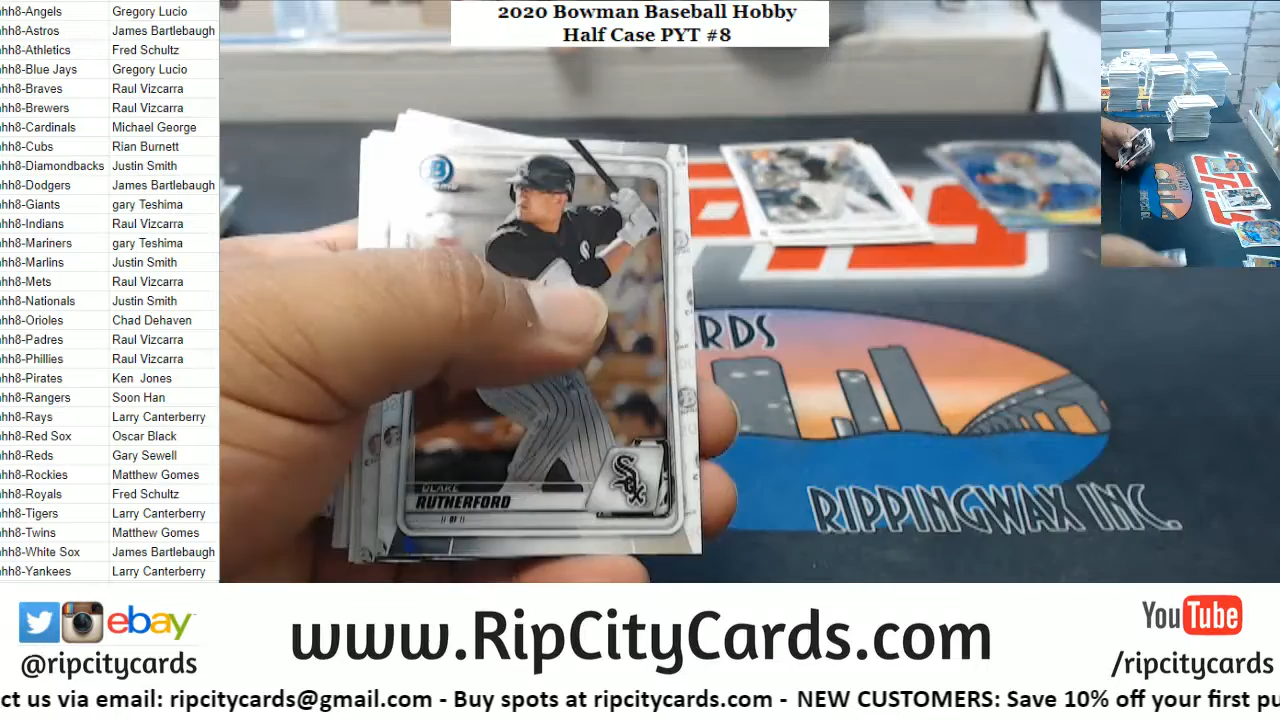 2020 Bowman Baseball Hobby
Half Case PYT #8
hh8-Angels Gregory Lucio
hh8-Astros James Bartlebaugh
hh8-Athletics Fred Schultz
hh8-Blue Jays Gregory Lucio
hh8-Braves Raul Vizcarra
hh8-Brewers Raul Vizcarra
hh8-Cardinals Michael George
hh8-Cubs Rian Burnett
hh8-Diamondbacks Justin Smith
hh8-Dodgers James Bartlebaugh
hh8-Giants gary Teshima
hh8-Indians Raul Vizcarra
hh8-Mariners gary Teshima
hh8-Marlins Justin Smith
hh8-Mets Raul Vizcarra
hh8-Nationals Justin Smith
hh8-Orioles Chad Dehaven
hh8-Padres Raul Vizcarra
hh8-Phillies Raul Vizcarra
hh8-Pirates Ken Jones
hh8-Rangers Soon Han
hh8-Rays Larry Canterberry
hh8-Red Sox Oscar Black
hh8-Reds Gary Sewell
hh8-Rockies Matthew Gomes
hh8-Royals Fred Schultz
hh8-Tigers Larry Canterberry
hh8-Twins Matthew Gomes
hh8-White Sox James Bartlebaugh
hh8-Yankees Larry Canterberry
B
Sox
BLAKE
RUTHERFORD
OF
ARDS
RIPPINGWAX INC.
ebay
@ripcitycards
www.RipCityCards.com
YouTube
/ripcitycards
ct us via email: ripcitycards@gmail.com - Buy spots at ripcitycards.com - NEW CUSTOMERS: Save 10% off your first pu